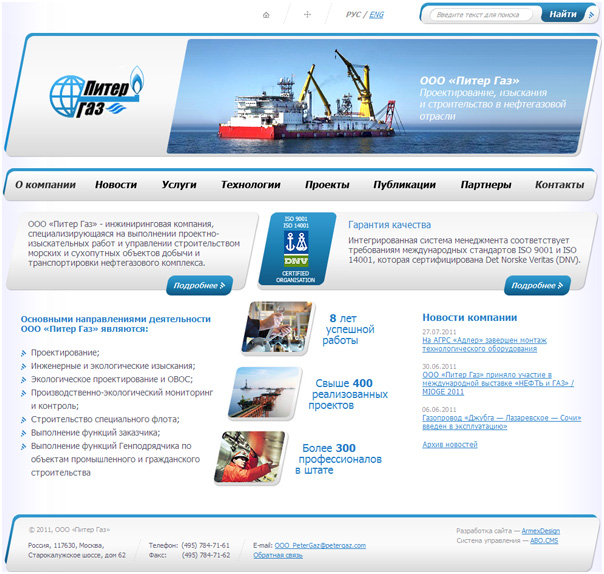 РУС / ENG
Введите текст для поиска
Найти
Питер
газ
ООО «Питер Газ»
Проектирование, изыскания
и строительство в нефтегазовой
отрасли
О компании Новости Услуги Технологии Проекты Публикации Партнеры Контакты
ООО «Питер Газ» - инжиниринговая компания,
специализирующаяся на выполнении проектно-
изыскательных работ и управлении строительством
морских и сухопутных объектов добычи и
транспортировки нефтегазового комплекса.
Подробнее
ISO 9001
ISO 14001
DNV
CERTIFIED
ORGANISATION
Гарантия качества
Интегрированная система менеджмента соответствует
требованиям международных стандартов ISO 9001 и ISO
14001, которая сертифицирована Det Norske Veritas (DNV).
Подробнее
Основными направлениями деятельности
ООО «Питер Газ» являются:
Проектирование;
Инженерные и экологические изыскания;
Экологическое проектирование и ОВОС;
Производственно-экологический мониторинг
и контроль;
Строительство специального флота;
Выполнение функций заказчика;
Выполнение функций Генподрядчика по
объектам промышленного и гражданского
строительства
8 лет
успешной
работы
Свыше 400
реализованных
проектов
Более 300
профессионалов
в штате
Новости компании
27.07.2011
На АГРС «Адлер» завершен монтаж
технологического оборудования
30.06.2011
ООО «Питер Газ» приняло участие в
международной выставке «НЕФТЬ и ГАЗ» /
MIOGE 2011
06.06.2011
Газопровод «Джубга — Лазаревское — Сочи»
введен в эксплуатацию»
Архив новостей
© 2011, ООО «Питер Газ»
Россия, 117630, Москва,
Старокалужское шоссе, дом 62
Телефон: (495) 784-71-61
Факс: (495) 784-71-62
E-mail: OOO_PeterGaz@petergaz.com
Обратная связь
Разработка сайта — ArmexDesign
Система управления — ABO.CMS